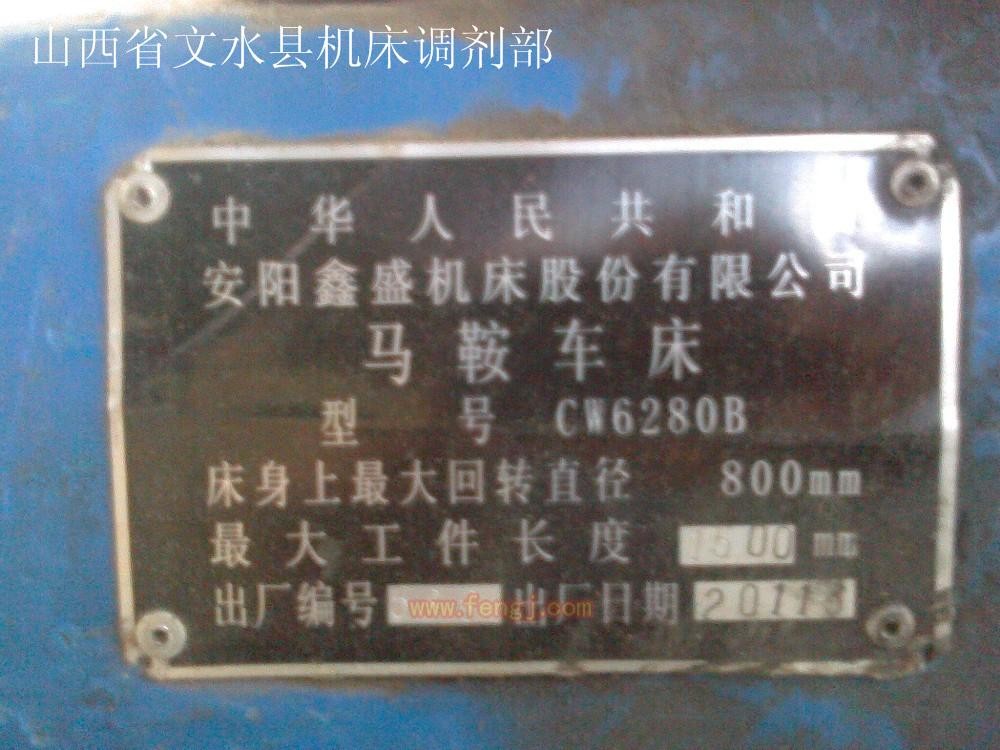 山西省文水县机床调剂部
中华人民共和
安阳鑫盛机床股份有限公司
马鞍车床
型号 CW6280B
床身上最大回转直径 800mm
最大工件长度 1500 mm
出厂编号 www.fengj.com 出厂日期 20113